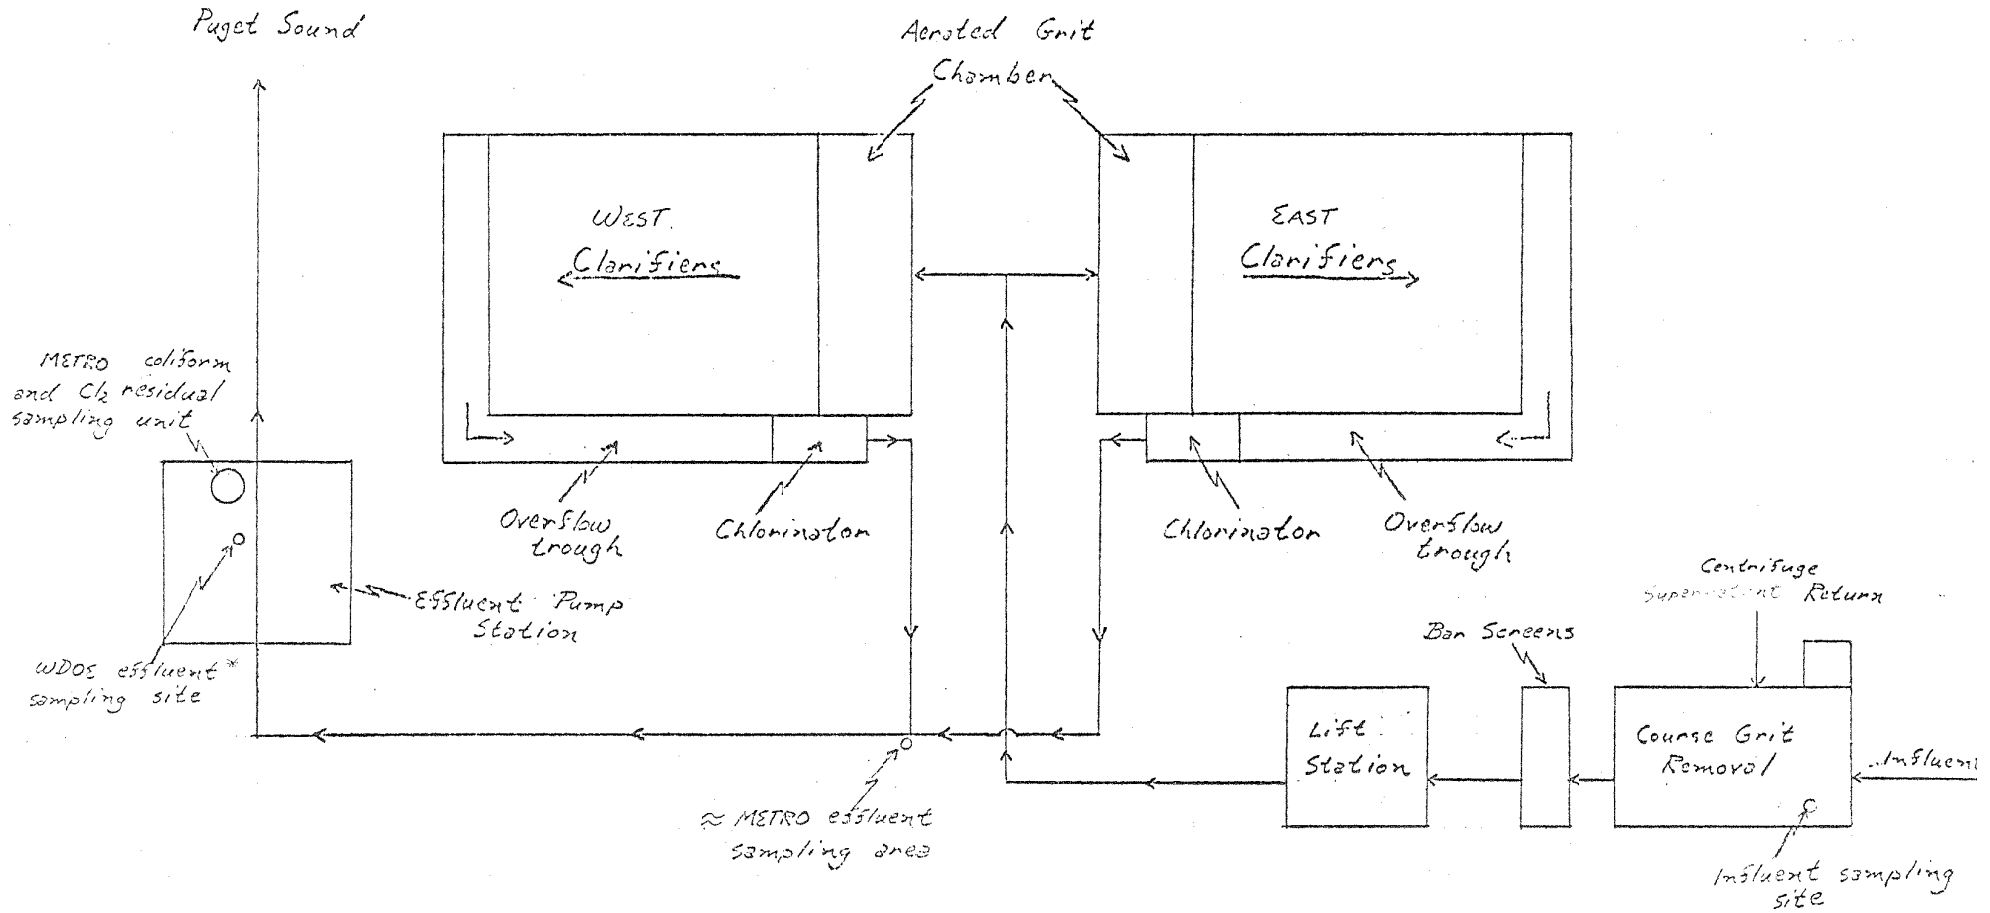 Puget Sound
Aerated Grit
Chamber
WEST
Clarifiers
EAST
Clarifiers
METRO coliform
and Cl2 residual
sampling unit
Overflow
trough
Chlorinator
Chlorinator
Overflow
trough
Effluent Pump
Station
WDOE effluent*
sampling site
Centrifuge
Supernatent Return
Bar Screens
Lift
Station
Course Grit
Removal
Influent
≈ METRO effluent
sampling area
Influent sampling
site